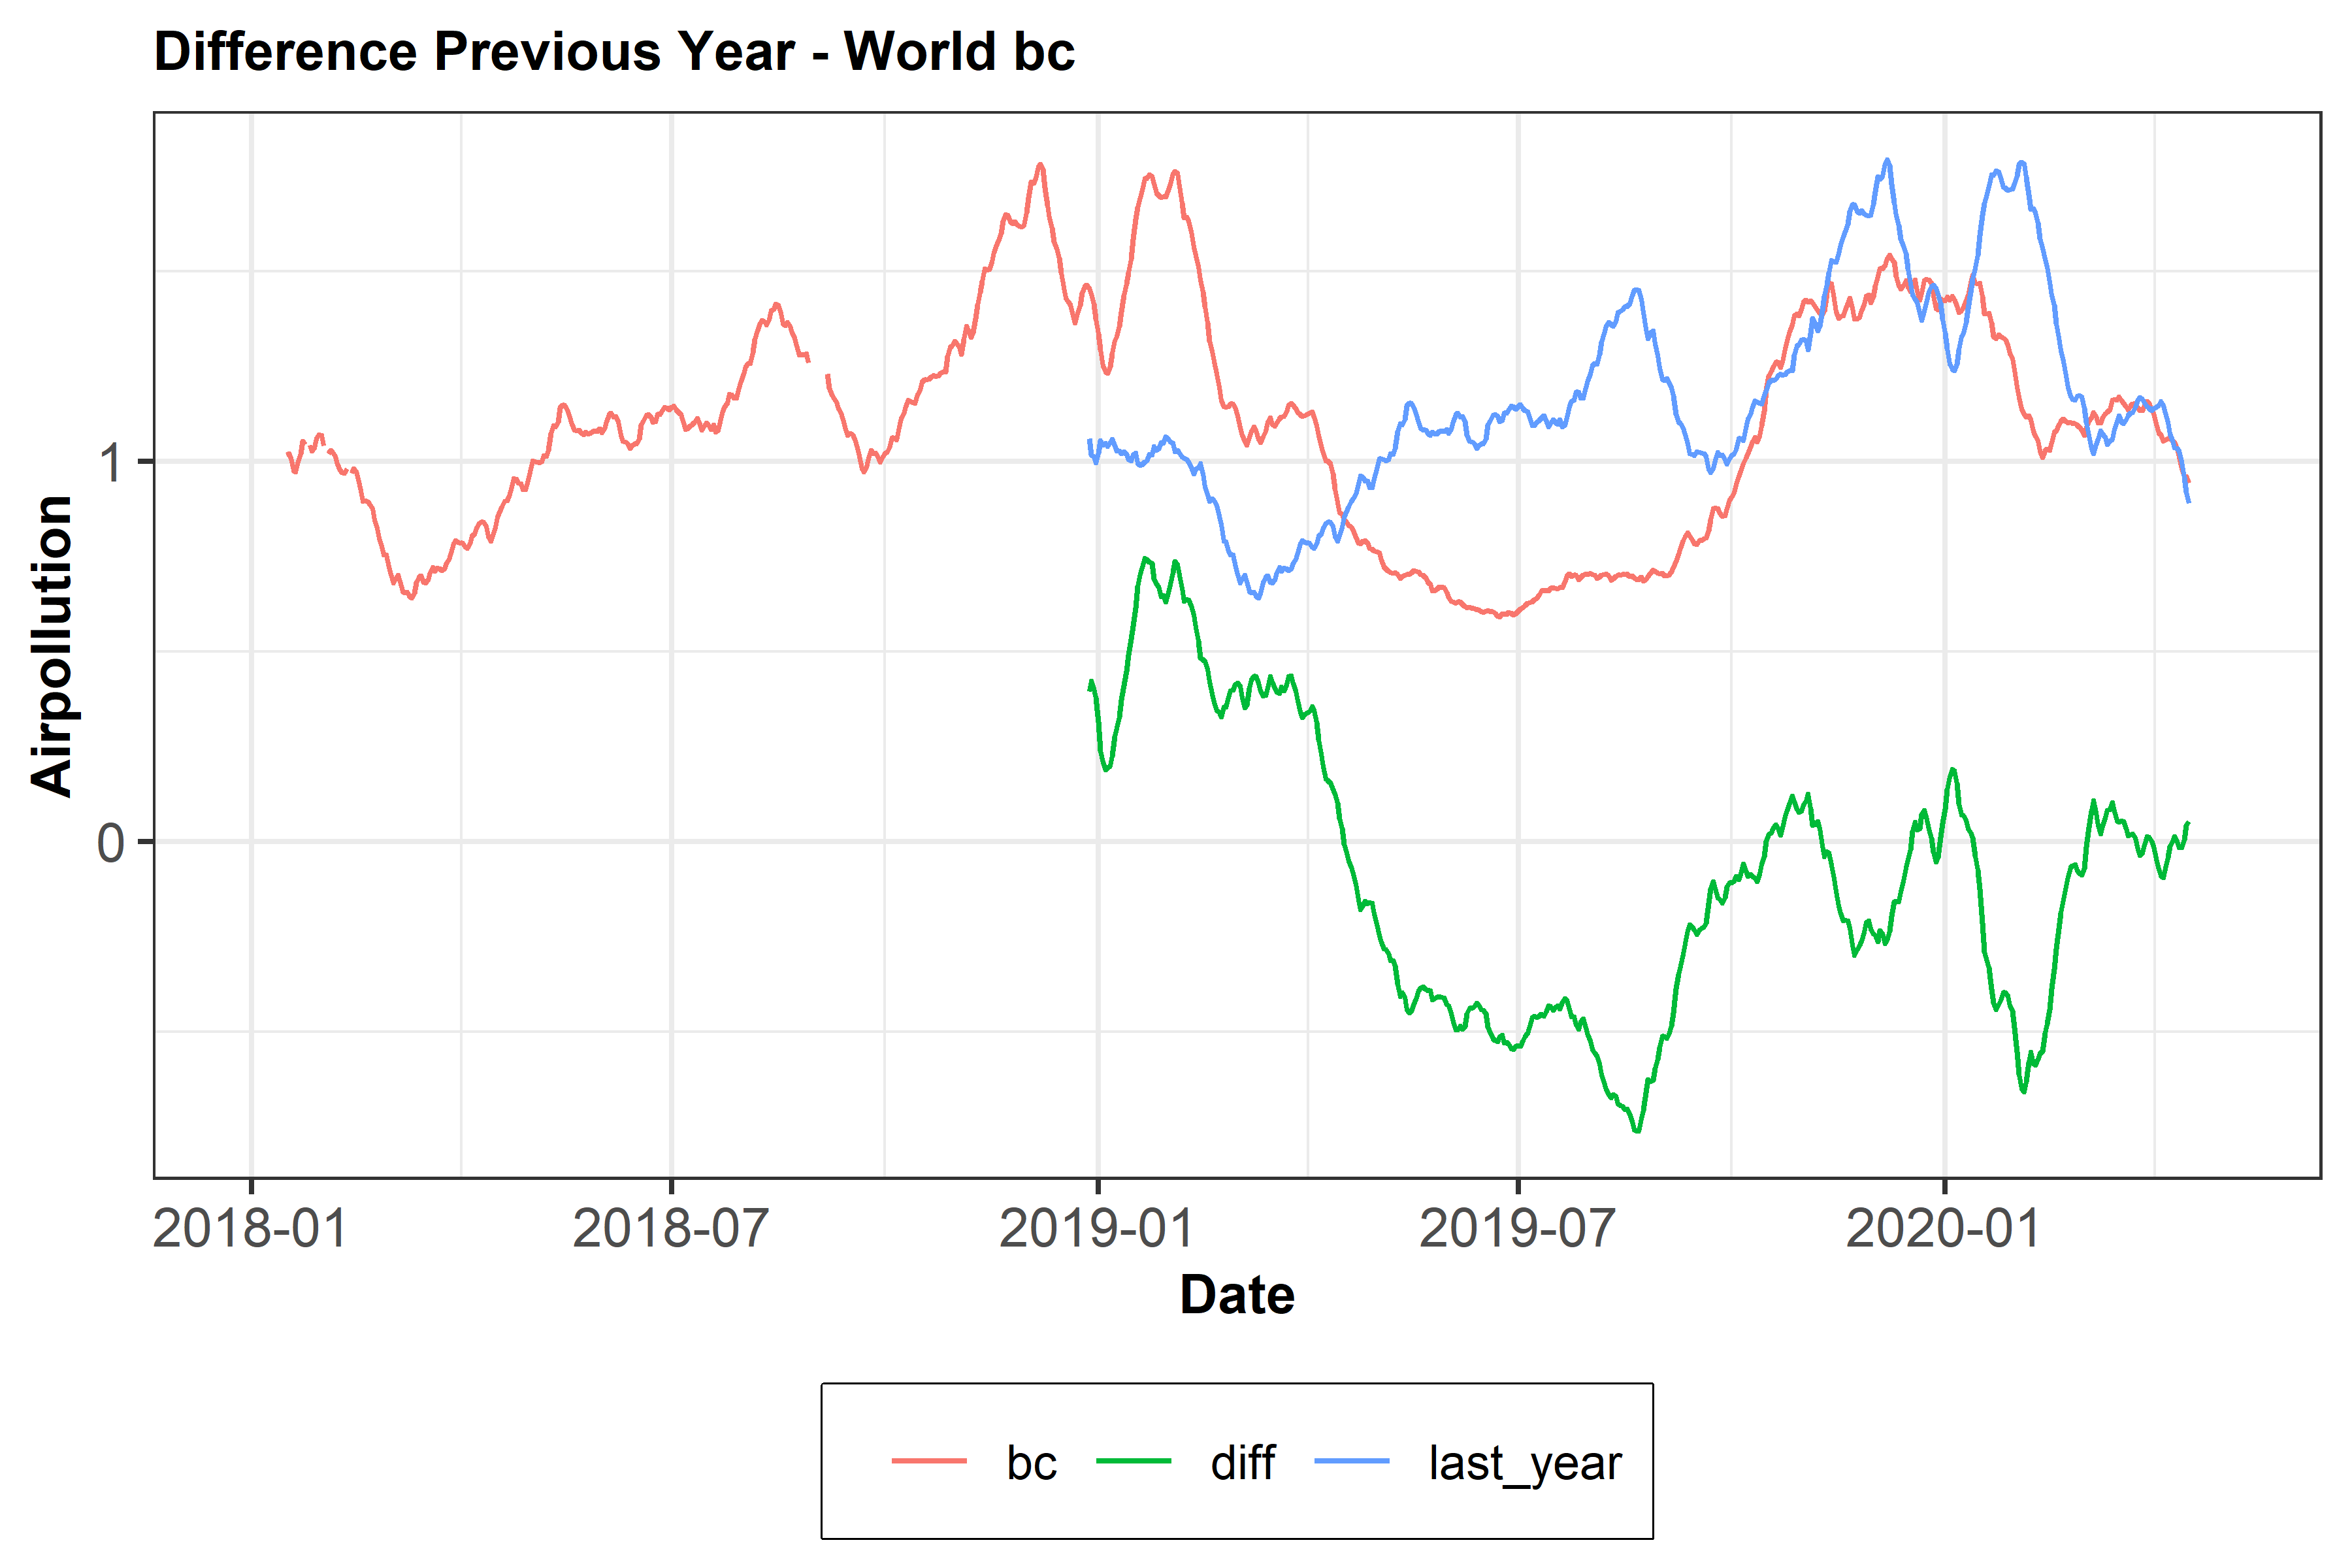 Difference Previous Year - World bc
Airpollution
1
0
2018-01 2018-07 2019-01 2019-07 2020-01
Date
bc diff last_year